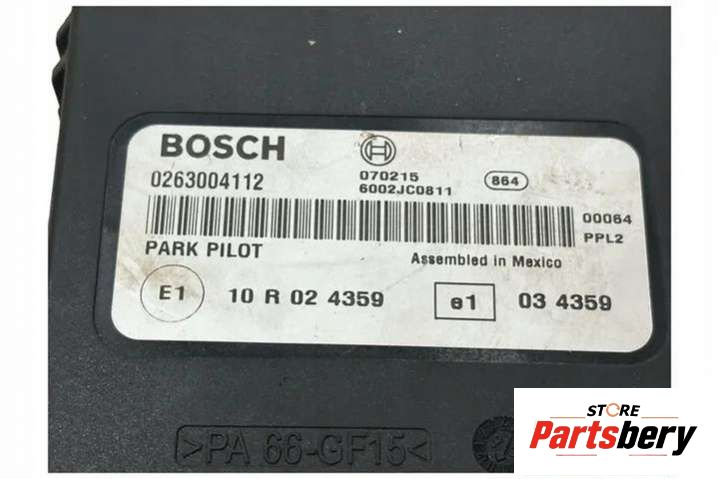 BOSCH
0263004112
070215
6002JC0811
864
00064
PPL2
PARK PILOT
Assembled in Mexico
E1
10 R 02 4359
e1
03 4359
>PA 66-GF15<
STORE
Partsbery